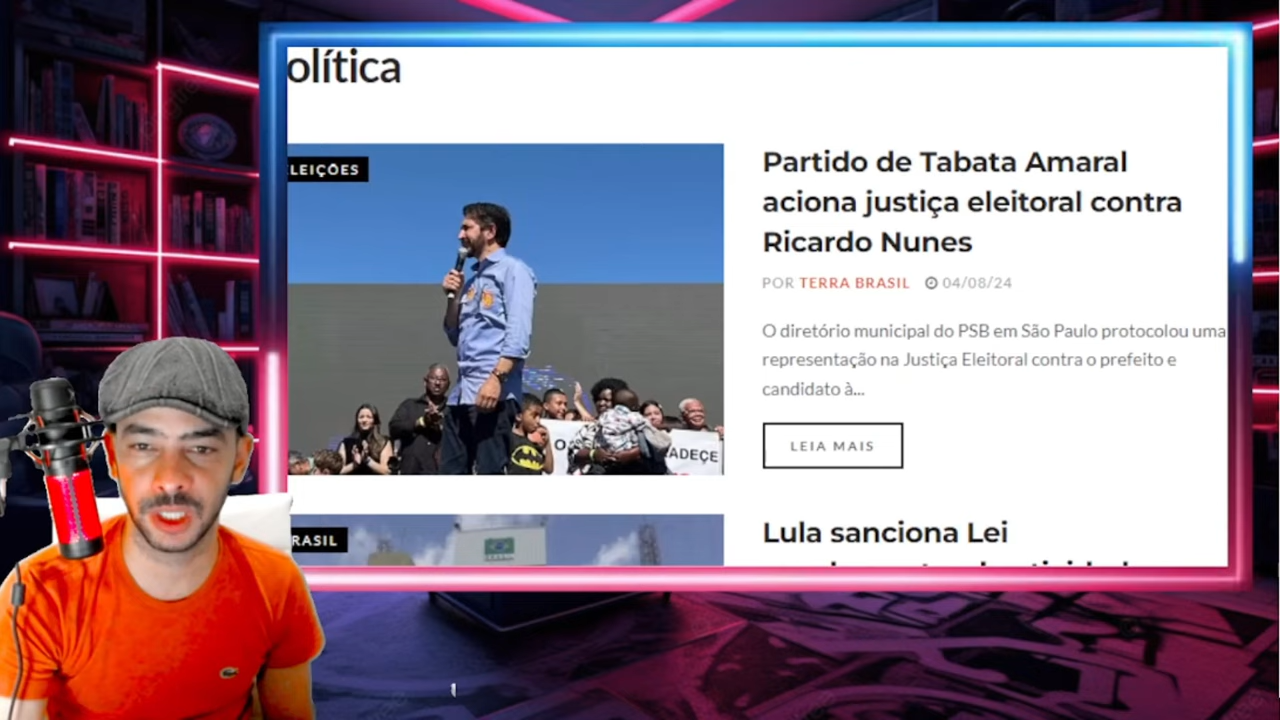 olítica
LEIÇÕES
Partido de Tabata Amaral
aciona justiça eleitoral contra
Ricardo Nunes
POR TERRA BRASIL 04/08/24
O diretório municipal do PSB em São Paulo protocolou uma
representação na Justiça Eleitoral contra o prefeito e
candidato à...
LEIA MAIS
ADEÇE
RASIL
Lula sanciona Lei